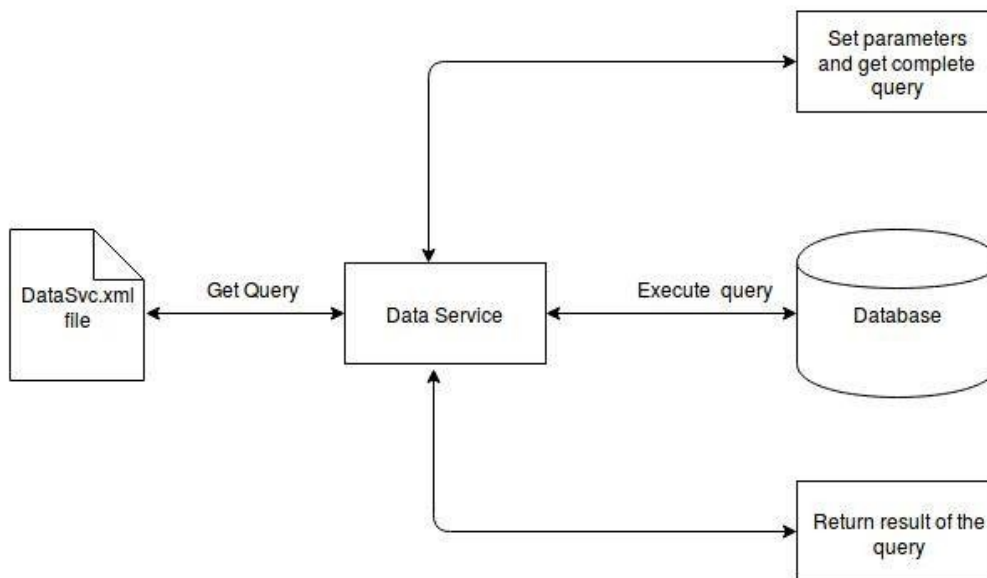 Set parameters
and get complete
query
DataSvc.xml
file
Get Query
Data Service
Execute query
Database
Return result of the
query